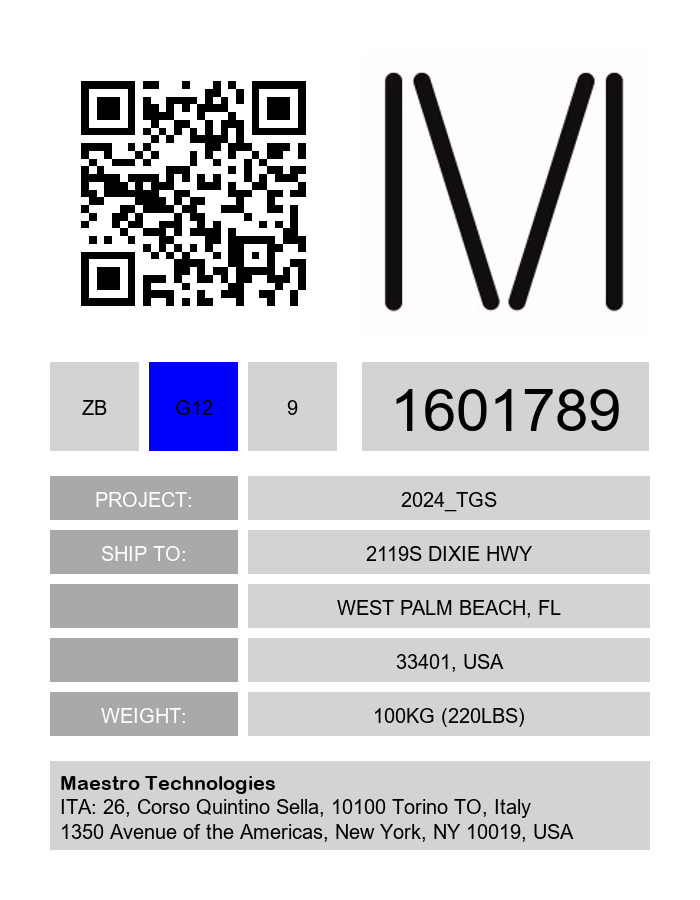 ZB G12 9 1601789
PROJECT: 2024_TGS
SHIP TO: 2119S DIXIE HWY
WEST PALM BEACH, FL
33401, USA
WEIGHT: 100KG (220LBS)
Maestro Technologies
ITA: 26, Corso Quintino Sella, 10100 Torino TO, Italy
1350 Avenue of the Americas, New York, NY 10019, USA